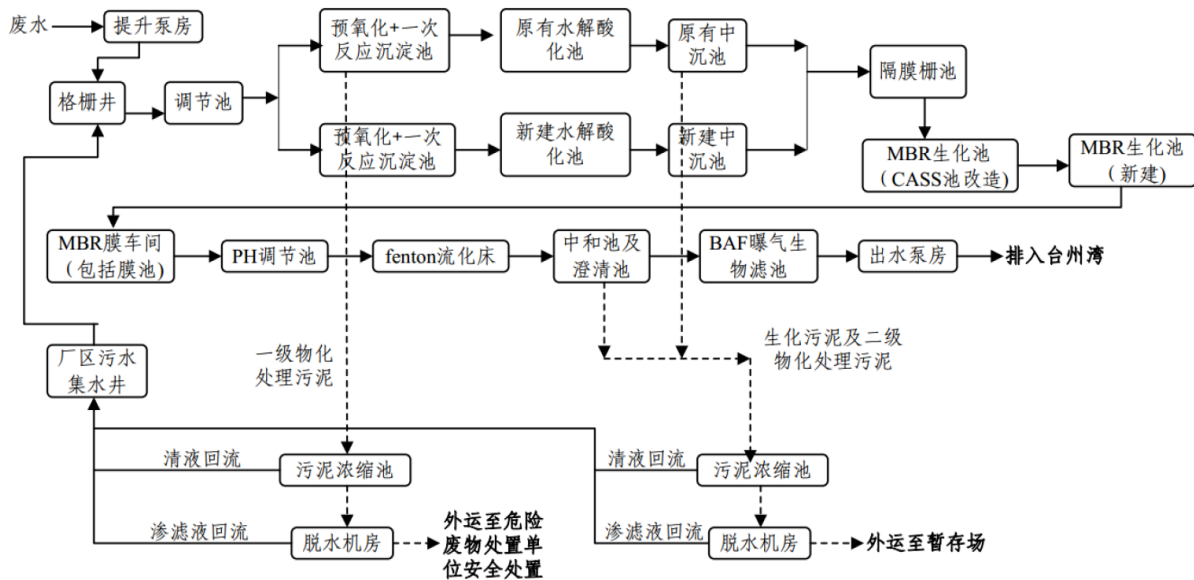 废水
提升泵房
格栅井
调节池
预氧化+一次
反应沉淀池
原有水解酸
化池
原有中
沉池
隔膜栅池
预氧化+一次
反应沉淀池
新建水解酸
化池
新建中
沉池
MBR生化池
（CASS池改造）
MBR生化池
（新建）
MBR膜车间
（包括膜池）
PH调节池
fenton流化床
中和池及
澄清池
BAF曝气生
物滤池
出水泵房
排入台州湾
厂区污水
集水井
一级物化
处理污泥
生化污泥及二级
物化处理污泥
清液回流
污泥浓缩池
清液回流
污泥浓缩池
渗滤液回流
脱水机房
外运至危险
废物处置单
位安全处置
渗滤液回流
脱水机房
外运至暂存场